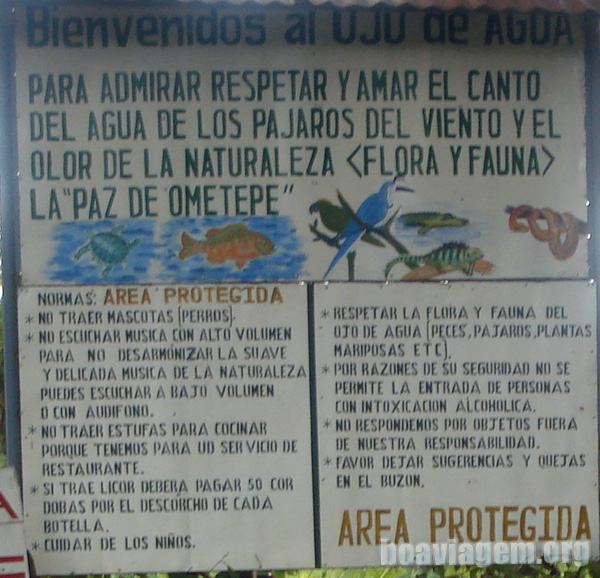 Bienvenidos al OJO de AGUA
PARA ADMIRAR RESPETAR Y AMAR EL CANTO
DEL AGUA DE LOS PAJAROS DEL VIENTO Y EL
OLOR DE LA NATURALEZA <FLORA Y FAUNA>
LA "PAZ DE OMETEPE"
NORMAS: AREA PROTEGIDA
* NO TRAER MASCOTAS (PERROS).
* NO ESCUCHAR MUSICA CON ALTO VOLUMEN
PARA NO DESARMONIZAR LA SUAVE
Y DELICADA MUSICA DE LA NATURALEZA
PUEDES ESCUCHAR A BAJO VOLUMEN
O CON AUDIFONO.
* NO TRAER ESTUFAS PARA COCINAR
PORQUE TENEMOS PARA UD SERVICIO DE
RESTAURANTE.
* SI TRAE LICOR DEBERA PAGAR 50 COR
DOBAS POR EL DESCORCHO DE CADA
BOTELLA.
* CUIDAR DE LOS NIÑOS.
* RESPETAR LA FLORA Y FAUNA DEL
OJO DE AGUA (PECES, PAJAROS, PLANTAS
MARIPOSAS ETC).
* POR RAZONES DE SU SEGURIDAD NO SE
PERMITE LA ENTRADA DE PERSONAS
CON INTOXICACION ALCOHOLICA.
* NO RESPONDEMOS POR OBJETOS FUERA
DE NUESTRA RESPONSABILIDAD.
* FAVOR DEJAR SUGERENCIAS Y QUEJAS
EN EL BUZON.
AREA PROTEGIDA
boaviagem.org